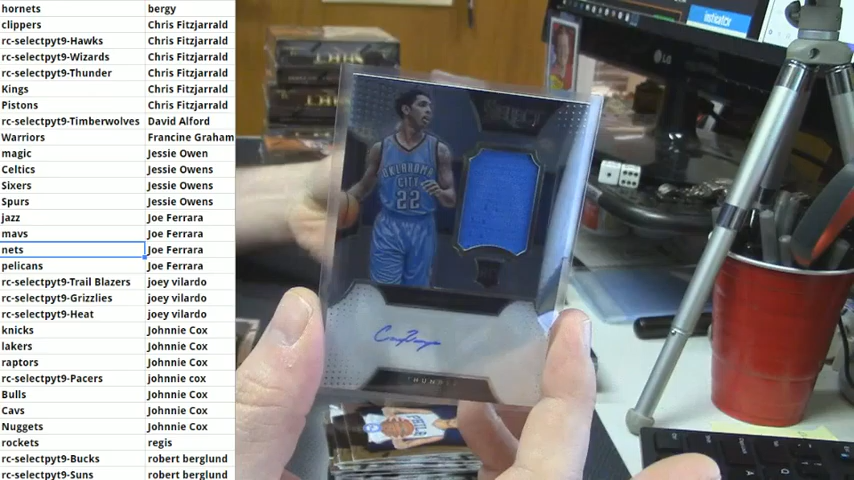 hornets bergy
clippers Chris Fitzjarrald
rc-selectpyt9-Hawks Chris Fitzjarrald
rc-selectpyt9-Wizards Chris Fitzjarrald
rc-selectpyt9-Thunder Chris Fitzjarrald
Kings Chris Fitzjarrald
Pistons Chris Fitzjarrald
rc-selectpyt9-Timberwolves David Alford
Warriors Francine Graham
magic Jessie Owen
Celtics Jessie Owens
Sixers Jessie Owens
Spurs Jessie Owens
jazz Joe Ferrara
mavs Joe Ferrara
nets Joe Ferrara
pelicans Joe Ferrara
rc-selectpyt9-Trail Blazers joey vilardo
rc-selectpyt9-Grizzlies joey vilardo
rc-selectpyt9-Heat joey vilardo
knicks Johnnie Cox
lakers Johnnie Cox
raptors Johnnie Cox
rc-selectpyt9-Pacers johnnie cox
Bulls Johnnie Cox
Cavs Johnnie Cox
Nuggets Johnnie Cox
rockets regis
rc-selectpyt9-Bucks robert berglund
rc-selectpyt9-Suns robert berglund
OKLAHOMA
CITY
22
THUNDER
LG
PHILA